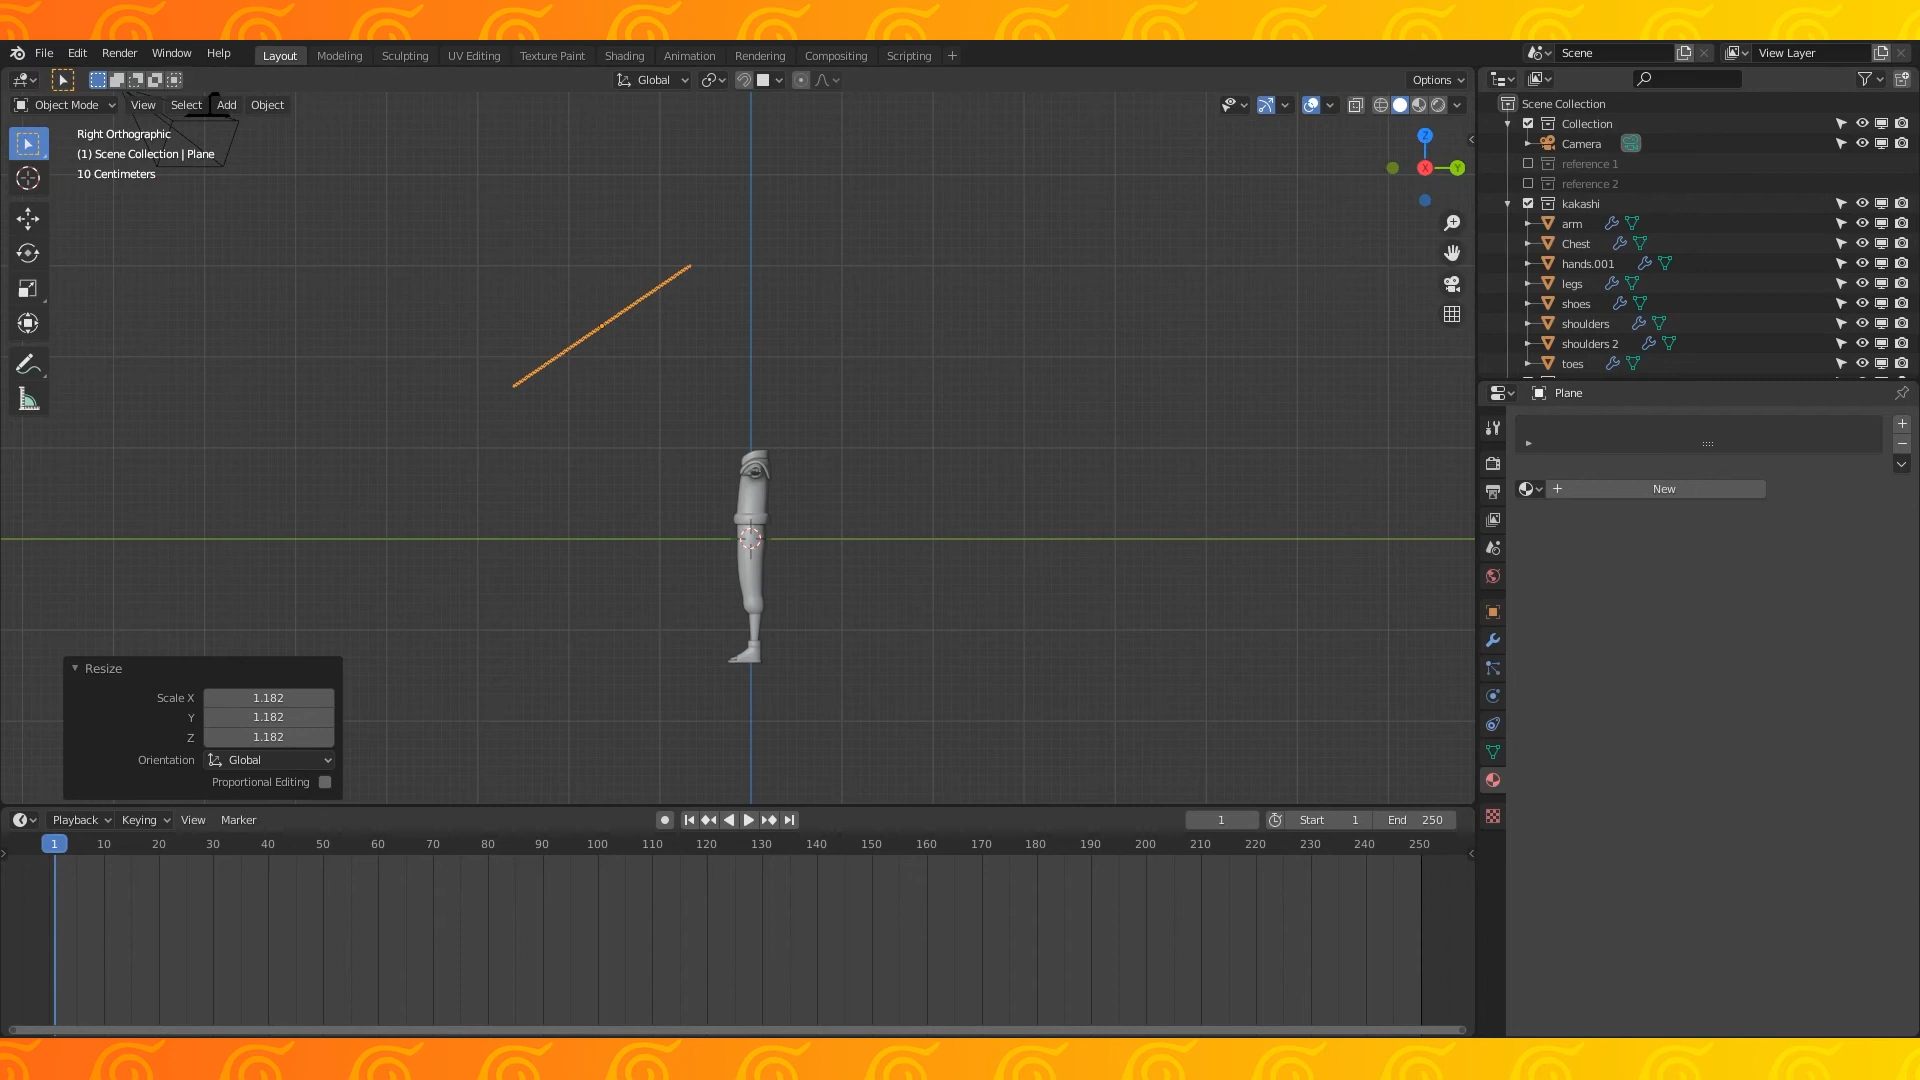 File Edit Render Window Help
Layout Modeling Sculpting UV Editing Texture Paint Shading Animation Rendering Compositing Scripting +
Scene
View Layer
Global
Options
Object Mode View Select Add Object
Right Orthographic
(1) Scene Collection | Plane
10 Centimeters
Z
X
Y
Scene Collection
Collection
Camera
reference 1
reference 2
kakashi
arm
Chest
hands.001
legs
shoes
shoulders
shoulders 2
toes
Plane
+ New
Resize
Scale X 1.182
Y 1.182
Z 1.182
Orientation Global
Proportional Editing
Playback Keying View Marker
1
Start 1
End 250
1 10 20 30 40 50 60 70 80 90 100 110 120 130 140 150 160 170 180 190 200 210 220 230 240 250